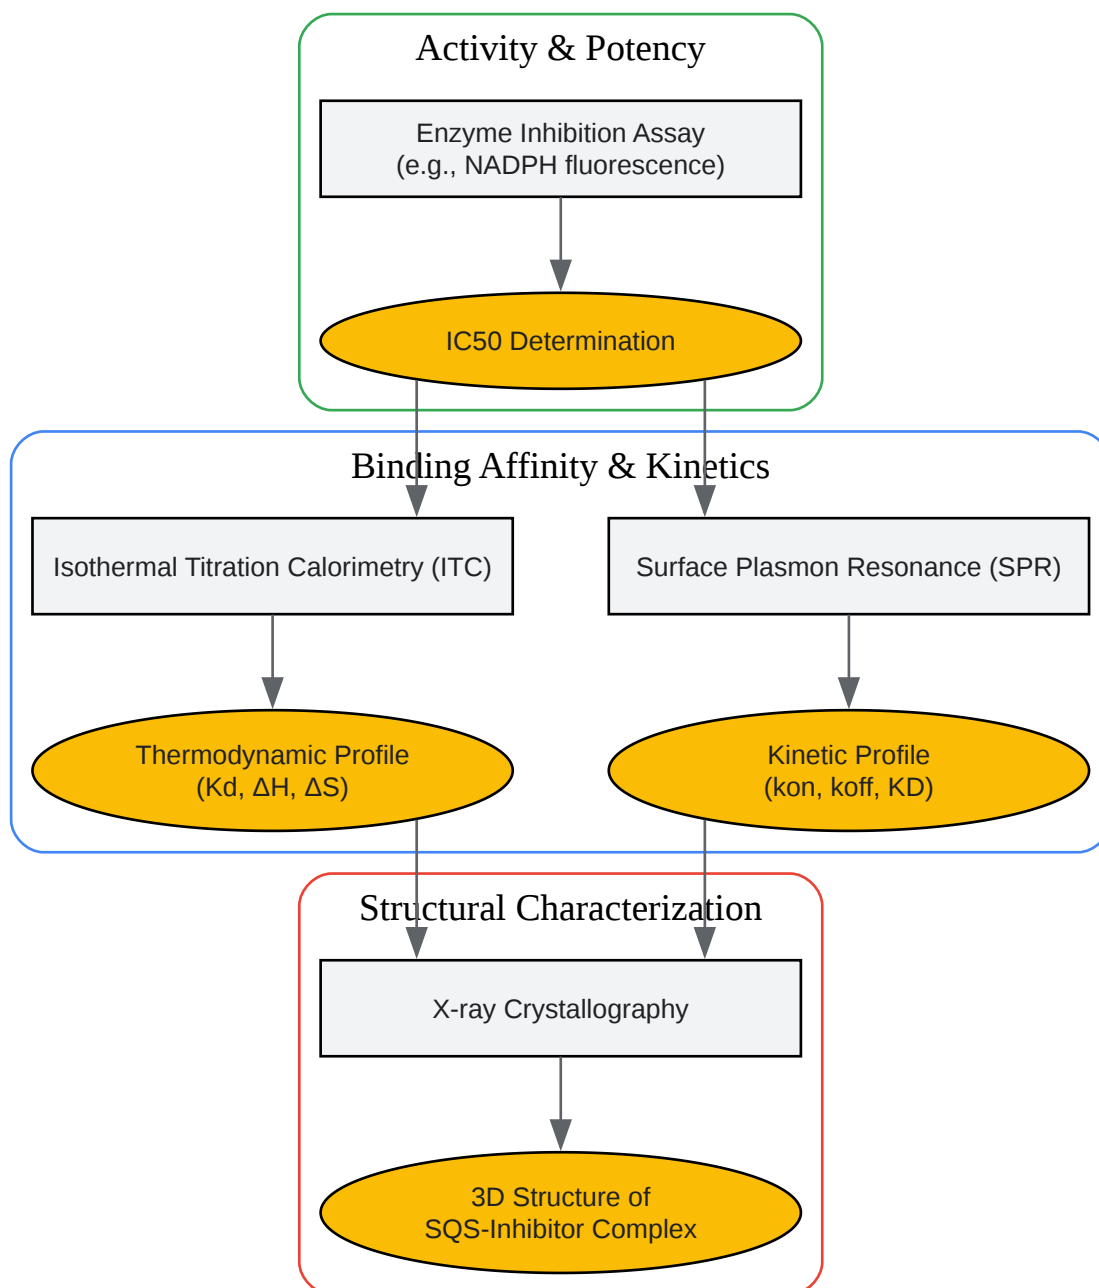 Activity & Potency
Enzyme Inhibition Assay
(e.g., NADPH fluorescence)
IC50 Determination
Binding Affinity & Kinetics
Isothermal Titration Calorimetry (ITC)
Surface Plasmon Resonance (SPR)
Thermodynamic Profile
(Kd, ΔH, ΔS)
Kinetic Profile
(kon, koff, KD)
Structural Characterization
X-ray Crystallography
3D Structure of
SQS-Inhibitor Complex